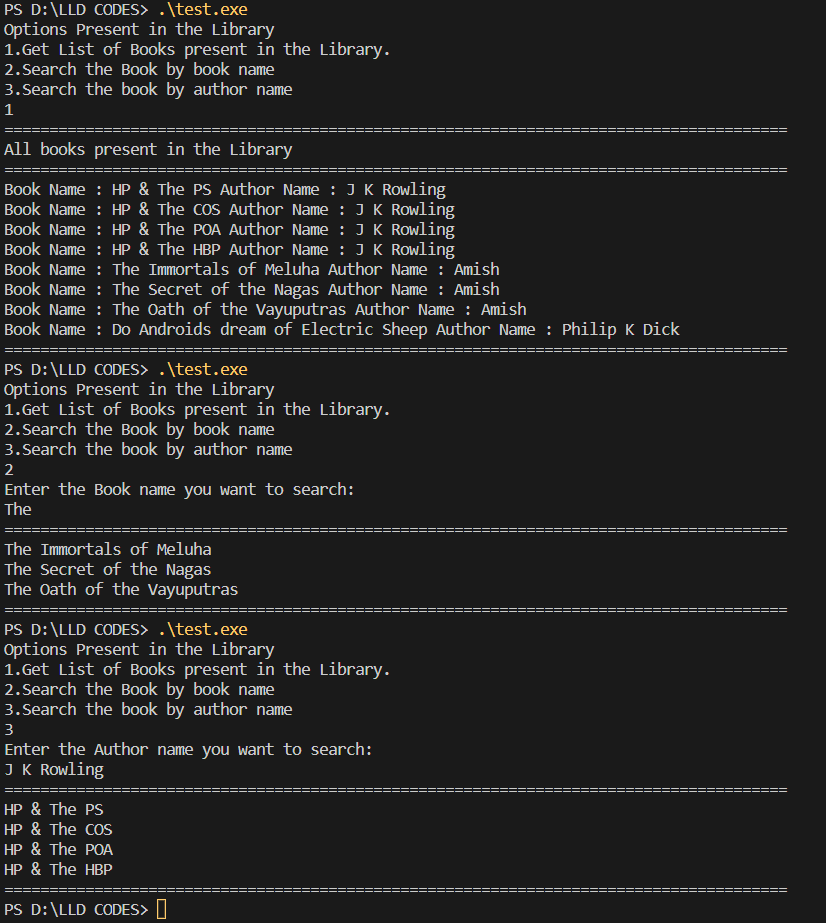 PS D:\LLD CODES> .\test.exe
Options Present in the Library
1.Get List of Books present in the Library.
2.Search the Book by book name
3.Search the book by author name
1
=======================================================================================
All books present in the Library
=======================================================================================
Book Name : HP & The PS Author Name : J K Rowling
Book Name : HP & The COS Author Name : J K Rowling
Book Name : HP & The POA Author Name : J K Rowling
Book Name : HP & The HBP Author Name : J K Rowling
Book Name : The Immortals of Meluha Author Name : Amish
Book Name : The Secret of the Nagas Author Name : Amish
Book Name : The Oath of the Vayuputras Author Name : Amish
Book Name : Do Androids dream of Electric Sheep Author Name : Philip K Dick
=======================================================================================
PS D:\LLD CODES> .\test.exe
Options Present in the Library
1.Get List of Books present in the Library.
2.Search the Book by book name
3.Search the book by author name
2
Enter the Book name you want to search:
The
=======================================================================================
The Immortals of Meluha
The Secret of the Nagas
The Oath of the Vayuputras
=======================================================================================
PS D:\LLD CODES> .\test.exe
Options Present in the Library
1.Get List of Books present in the Library.
2.Search the Book by book name
3.Search the book by author name
3
Enter the Author name you want to search:
J K Rowling
=======================================================================================
HP & The PS
HP & The COS
HP & The POA
HP & The HBP
=======================================================================================
PS D:\LLD CODES>